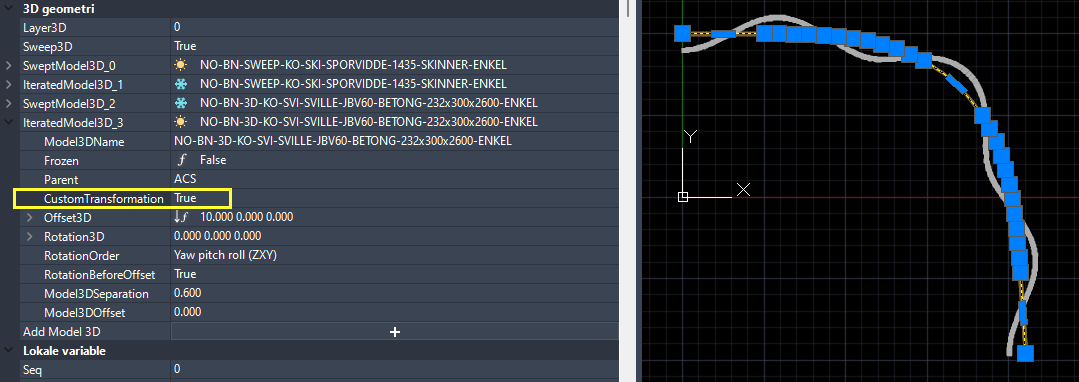 3D geometri
Layer3D 0
Sweep3D True
SweptModel3D_0 NO-BN-SWEEP-KO-SKI-SPORVIDDE-1435-SKINNER-ENKEL
IteratedModel3D_1 NO-BN-SWEEP-KO-SKI-SPORVIDDE-1435-SKINNER-ENKEL
SweptModel3D_2 NO-BN-3D-KO-SVI-SVILLE-JBV60-BETONG-232x300x2600-ENKEL
IteratedModel3D_3 NO-BN-3D-KO-SVI-SVILLE-JBV60-BETONG-232x300x2600-ENKEL
Model3DName NO-BN-3D-KO-SVI-SVILLE-JBV60-BETONG-232x300x2600-ENKEL
Frozen f False
Parent ACS
CustomTransformation True
Offset3D f 10.000 0.000 0.000
Rotation3D 0.000 0.000 0.000
RotationOrder Yaw pitch roll (ZXY)
RotationBeforeOffset True
Model3DSeparation 0.600
Model3DOffset 0.000
Add Model 3D +
Lokale variable
Seq 0
Y
X